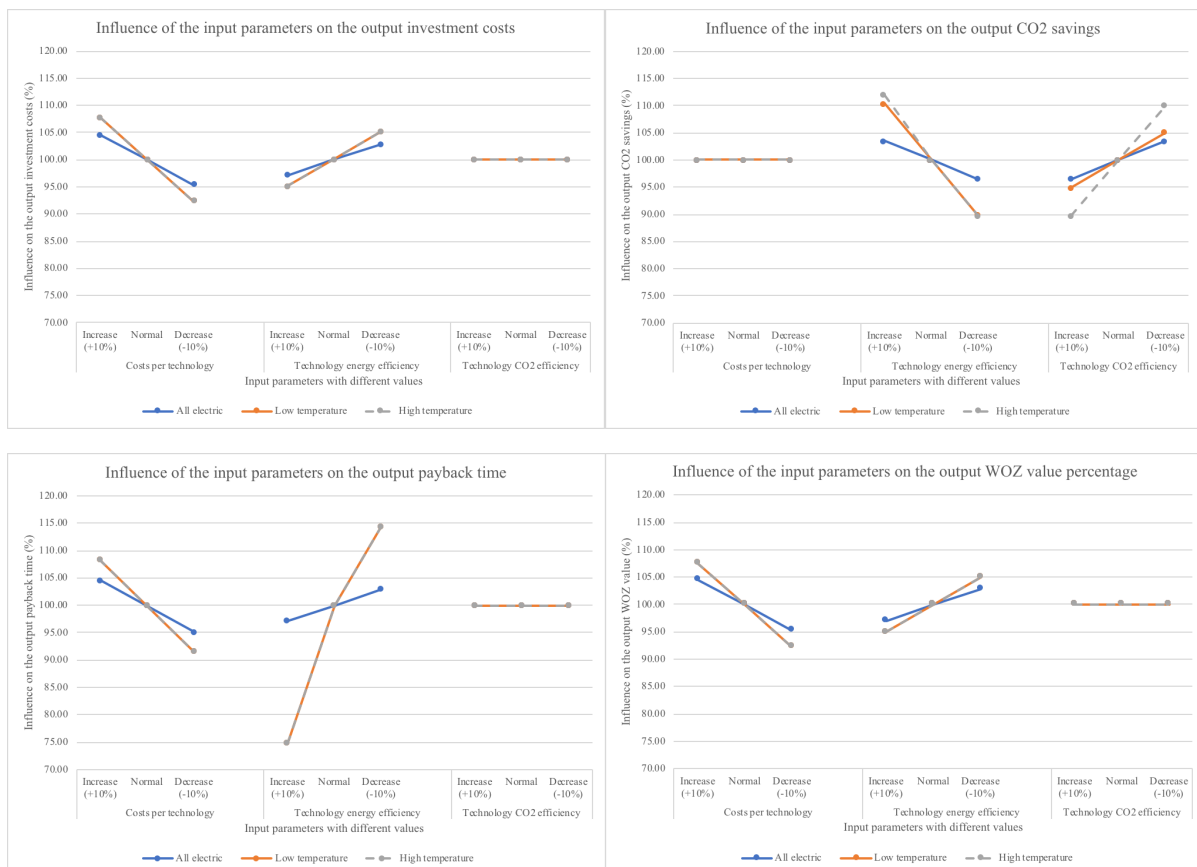 Influence of the input parameters on the output investment costs
Influence on the output investment costs (%)
120.00
115.00
110.00
105.00
100.00
95.00
90.00
85.00
80.00
75.00
70.00
Increase (+10%)
Normal
Decrease (-10%)
Increase (+10%)
Normal
Decrease (-10%)
Increase (+10%)
Normal
Decrease (-10%)
Costs per technology
Technology energy efficiency
Technology CO2 efficiency
Input parameters with different values
All electric
Low temperature
High temperature
Influence of the input parameters on the output CO2 savings
Influence on the output CO2 savings (%)
120.00
115.00
110.00
105.00
100.00
95.00
90.00
85.00
80.00
75.00
70.00
Increase (+10%)
Normal
Decrease (-10%)
Increase (+10%)
Normal
Decrease (-10%)
Increase (+10%)
Normal
Decrease (-10%)
Costs per technology
Technology energy efficiency
Technology CO2 efficiency
Input parameters with different values
All electric
Low temperature
High temperature
Influence of the input parameters on the output payback time
Influence on the output payback time (%)
120.00
115.00
110.00
105.00
100.00
95.00
90.00
85.00
80.00
75.00
70.00
Increase (+10%)
Normal
Decrease (-10%)
Increase (+10%)
Normal
Decrease (-10%)
Increase (+10%)
Normal
Decrease (-10%)
Costs per technology
Technology energy efficiency
Technology CO2 efficiency
Input parameters with different values
All electric
Low temperature
High temperature
Influence of the input parameters on the output WOZ value percentage
Influence on the output WOZ value (%)
120.00
115.00
110.00
105.00
100.00
95.00
90.00
85.00
80.00
75.00
70.00
Increase (+10%)
Normal
Decrease (-10%)
Increase (+10%)
Normal
Decrease (-10%)
Increase (+10%)
Normal
Decrease (-10%)
Costs per technology
Technology energy efficiency
Technology CO2 efficiency
Input parameters with different values
All electric
Low temperature
High temperature